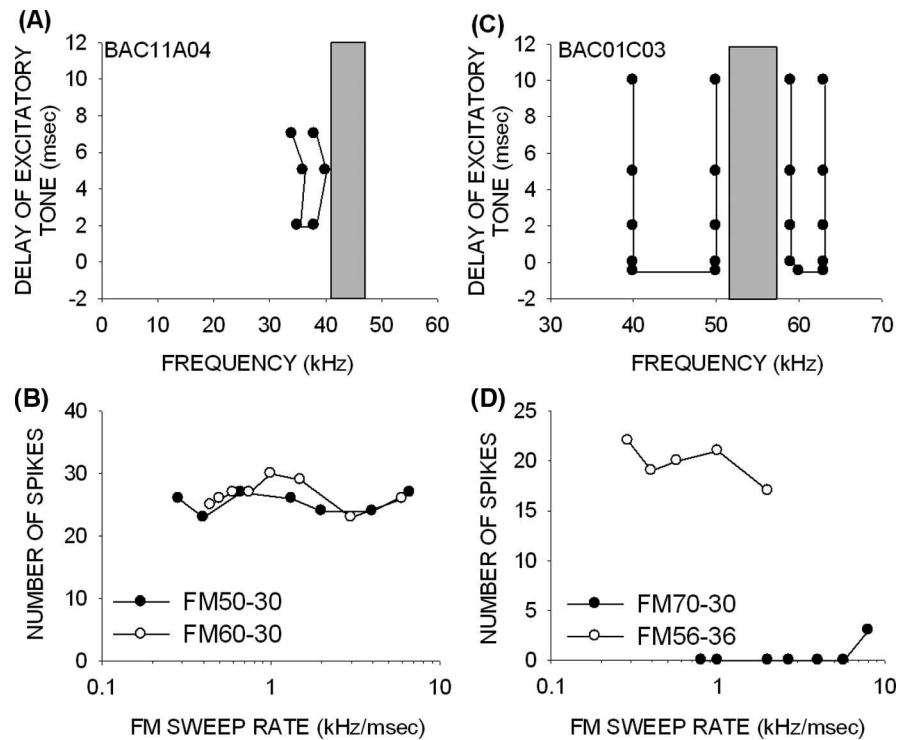 (A)
BAC11A04
DELAY OF EXCITATORY
TONE (msec)
12
10
8
6
4
2
0
-2
0 10 20 30 40 50 60
FREQUENCY (kHz)
(C)
BAC01C03
DELAY OF EXCITATORY
TONE (msec)
12
10
8
6
4
2
0
-2
30 40 50 60 70
FREQUENCY (kHz)
(B)
NUMBER OF SPIKES
40
30
20
10
0
FM50-30
FM60-30
0.1 1 10
FM SWEEP RATE (kHz/msec)
(D)
NUMBER OF SPIKES
25
20
15
10
5
0
FM70-30
FM56-36
0.1 1 10
FM SWEEP RATE (kHz/msec)